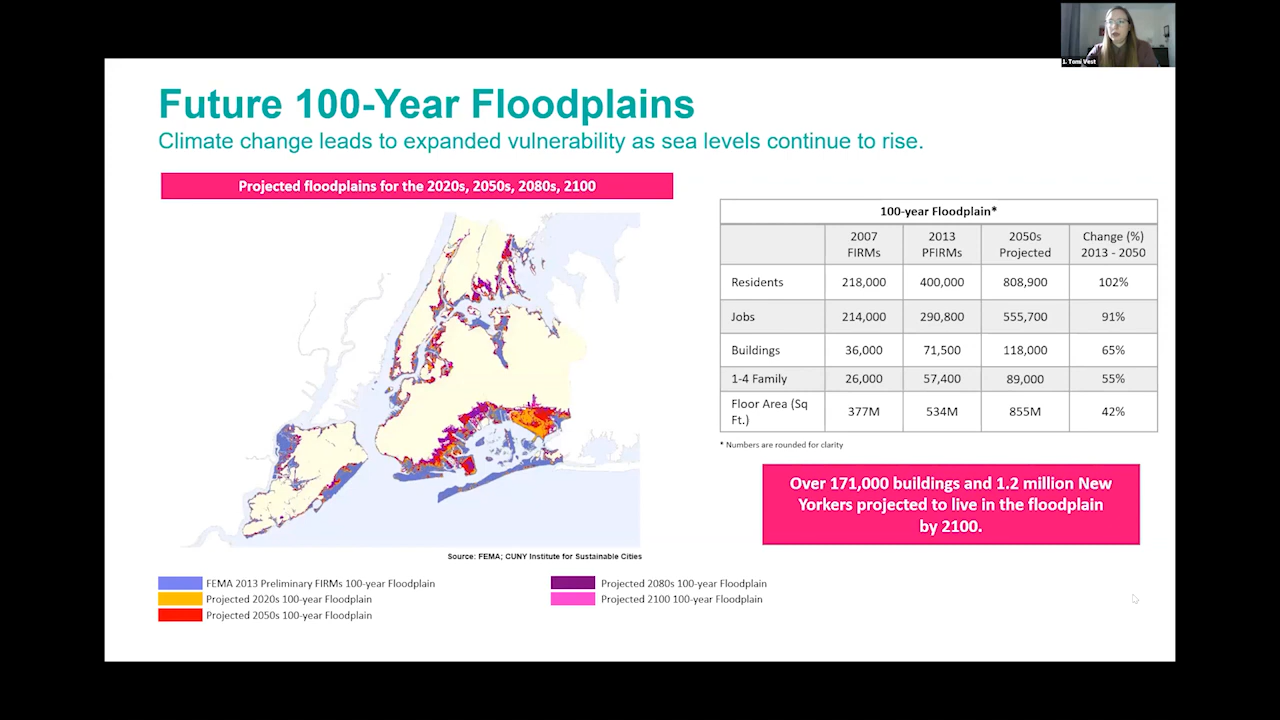 1. Tomi Vest
Future 100-Year Floodplains
Climate change leads to expanded vulnerability as sea levels continue to rise.
Projected floodplains for the 2020s, 2050s, 2080s, 2100
Source: FEMA; CUNY Institute for Sustainable Cities
FEMA 2013 Preliminary FIRMs 100-year Floodplain
Projected 2020s 100-year Floodplain
Projected 2050s 100-year Floodplain
Projected 2080s 100-year Floodplain
Projected 2100 100-year Floodplain
100-year Floodplain*
2007 FIRMs 2013 PFIRMs 2050s Projected Change (%) 2013 - 2050
Residents 218,000 400,000 808,900 102%
Jobs 214,000 290,800 555,700 91%
Buildings 36,000 71,500 118,000 65%
1-4 Family 26,000 57,400 89,000 55%
Floor Area (Sq Ft.) 377M 534M 855M 42%
* Numbers are rounded for clarity
Over 171,000 buildings and 1.2 million New
Yorkers projected to live in the floodplain
by 2100.